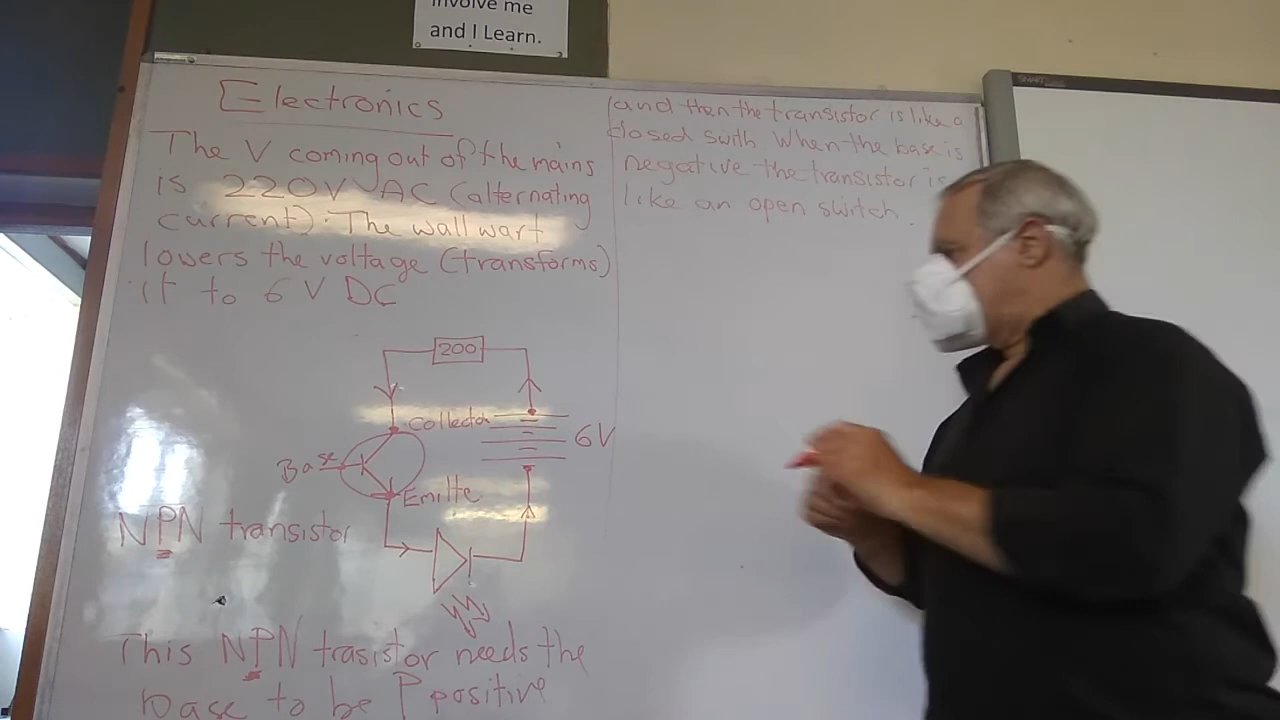 involve me
and I Learn.
Electronics
The V coming out of the mains
is 220V AC (alternating
current). The wall wart
lowers the voltage (transforms)
it to 6 V DC
200
Collector
6V
Base
Emitte
NPN transistor
This NPN trasistor needs the
base to be P positive
and then the transistor is like a
closed swith. When the base is
negative the transistor is
like an open switch.